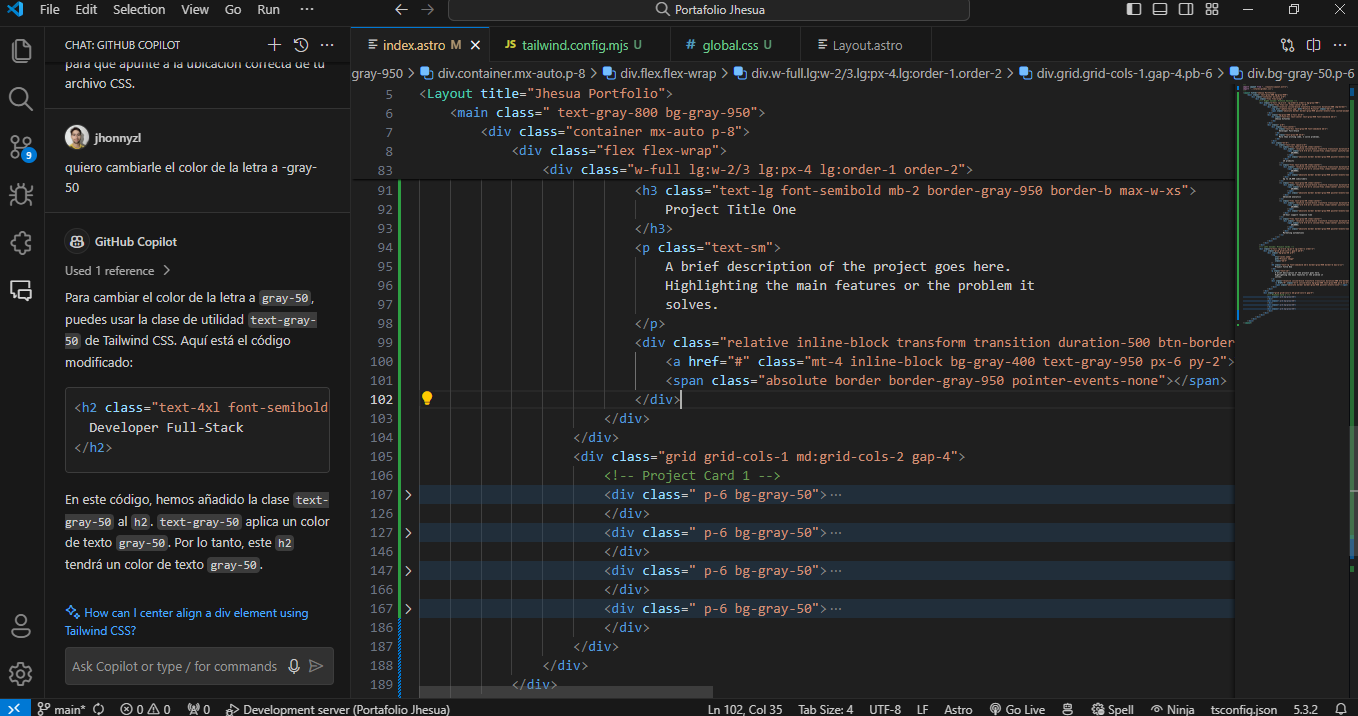 File Edit Selection View Go Run ··· Portafolio Jhesua
CHAT: GITHUB COPILOT
para que apunte a la ubicación correcta de tu
archivo CSS.
jhonnyzl
quiero cambiarle el color de la letra a -gray-
50
GitHub Copilot
Used 1 reference
Para cambiar el color de la letra a gray-50,
puedes usar la clase de utilidad text-gray-
50 de Tailwind CSS. Aquí está el código
modificado:
<h2 class="text-4xl font-semibold
Developer Full-Stack
</h2>
En este código, hemos añadido la clase text-
gray-50 al h2. text-gray-50 aplica un color
de texto gray-50. Por lo tanto, este h2
tendrá un color de texto gray-50.
How can I center align a div element using
Tailwind CSS?
Ask Copilot or type / for commands
9
index.astro M
JS tailwind.config.mjs U
# global.css U
Layout.astro
gray-950 > div.container.mx-auto.p-8 > div.flex.flex-wrap > div.w-full.lg:w-2/3.lg:px-4.lg:order-1.order-2 > div.grid.grid-cols-1.gap-4.pb-6 > div.bg-gray-50.p-6
5 <Layout title="Jhesua Portfolio">
6 <main class=" text-gray-800 bg-gray-950">
7 <div class="container mx-auto p-8">
8 <div class="flex flex-wrap">
83 <div class="w-full lg:w-2/3 lg:px-4 lg:order-1 order-2">
91 <h3 class="text-lg font-semibold mb-2 border-gray-950 border-b max-w-xs">
92 Project Title One
93 </h3>
94 <p class="text-sm">
95 A brief description of the project goes here.
96 Highlighting the main features or the problem it
97 solves.
98 </p>
99 <div class="relative inline-block transform transition duration-500 btn-border
100 <a href="#" class="mt-4 inline-block bg-gray-400 text-gray-950 px-6 py-2">
101 <span class="absolute border border-gray-950 pointer-events-none"></span>
102 </div>
103 </div>
104 </div>
105 <div class="grid grid-cols-1 md:grid-cols-2 gap-4">
106 <!-- Project Card 1 -->
107 <div class=" p-6 bg-gray-50">···
126 </div>
127 <div class=" p-6 bg-gray-50">···
146 </div>
147 <div class=" p-6 bg-gray-50">···
166 </div>
167 <div class=" p-6 bg-gray-50">···
186 </div>
187 </div>
188 </div>
189 </div>
main* 0 0 0 Development server (Portafolio Jhesua) Ln 102, Col 35 Tab Size: 4 UTF-8 LF Astro Go Live Spell Ninja tsconfig.json 5.3.2